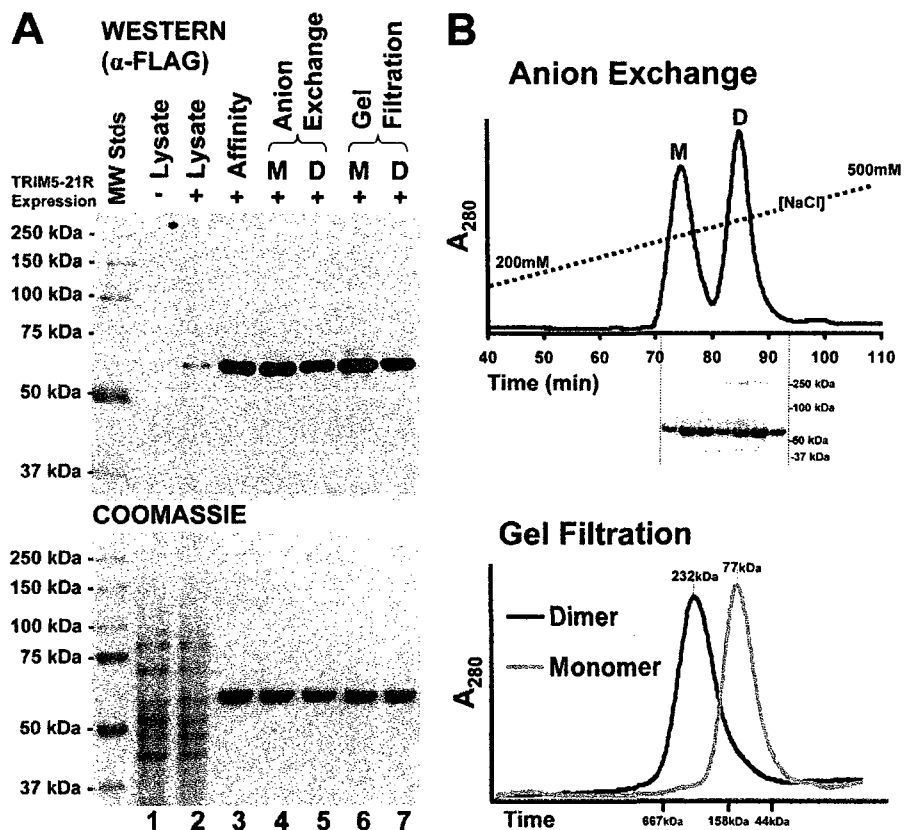 A
WESTERN
(α-FLAG)
MW Stds
Lysate
Lysate
Affinity
Anion
Exchange
Gel
Filtration
M D M D
TRIM5-21R
Expression - + + + + + +
250 kDa -
150 kDa -
100 kDa -
75 kDa -
50 kDa -
37 kDa -
COOMASSIE
250 kDa -
150 kDa -
100 kDa -
75 kDa -
50 kDa -
37 kDa -
1 2 3 4 5 6 7
B
Anion Exchange
M
D
500mM
[NaCl]
200mM
A280
40 50 60 70 80 90 100 110
Time (min)
-250 kDa
-100 kDa
-50 kDa
-37 kDa
Gel Filtration
232kDa
77kDa
Dimer
Monomer
A280
Time
667kDa
158kDa
44kDa